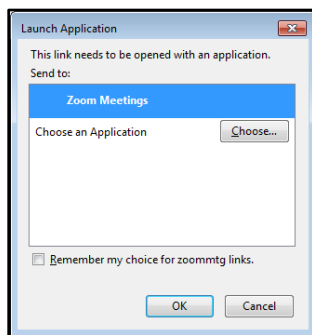 Launch Application
This link needs to be opened with an application.
Send to:
Zoom Meetings
Choose an Application
Choose...
Remember my choice for zoommtg links.
OK
Cancel